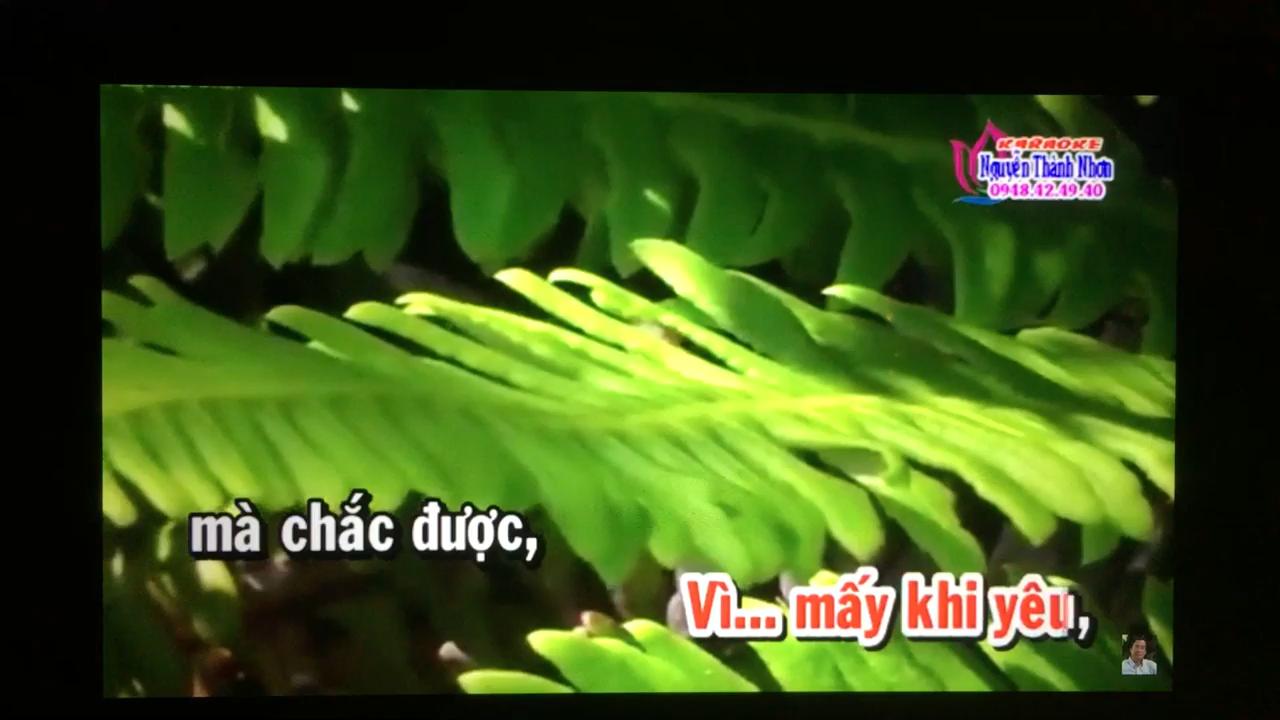 KARAOKE
Nguyễn Thành Nhơn
0948.42.49.40
mà chắc được,
Vì... mấy khi yêu,